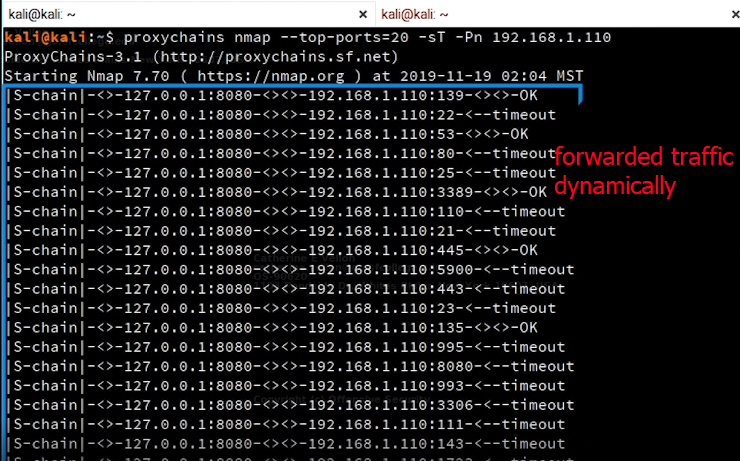 kali@kali: ~
kali@kali: ~
kali@kali:~$ proxychains nmap --top-ports=20 -sT -Pn 192.168.1.110
ProxyChains-3.1 (http://proxychains.sf.net)
Starting Nmap 7.70 ( https://nmap.org ) at 2019-11-19 02:04 MST
|S-chain|-<>-127.0.0.1:8080-<><>-192.168.1.110:139-<><>-OK
|S-chain|-<>-127.0.0.1:8080-<><>-192.168.1.110:22-<--timeout
|S-chain|-<>-127.0.0.1:8080-<><>-192.168.1.110:53-<><>-OK
|S-chain|-<>-127.0.0.1:8080-<><>-192.168.1.110:80-<--timeout
|S-chain|-<>-127.0.0.1:8080-<><>-192.168.1.110:25-<--timeout
|S-chain|-<>-127.0.0.1:8080-<><>-192.168.1.110:3389-<><>-OK
|S-chain|-<>-127.0.0.1:8080-<><>-192.168.1.110:110-<--timeout
|S-chain|-<>-127.0.0.1:8080-<><>-192.168.1.110:21-<--timeout
|S-chain|-<>-127.0.0.1:8080-<><>-192.168.1.110:445-<><>-OK
|S-chain|-<>-127.0.0.1:8080-<><>-192.168.1.110:5900-<--timeout
|S-chain|-<>-127.0.0.1:8080-<><>-192.168.1.110:443-<--timeout
|S-chain|-<>-127.0.0.1:8080-<><>-192.168.1.110:23-<--timeout
|S-chain|-<>-127.0.0.1:8080-<><>-192.168.1.110:135-<><>-OK
|S-chain|-<>-127.0.0.1:8080-<><>-192.168.1.110:995-<--timeout
|S-chain|-<>-127.0.0.1:8080-<><>-192.168.1.110:8080-<--timeout
|S-chain|-<>-127.0.0.1:8080-<><>-192.168.1.110:993-<--timeout
|S-chain|-<>-127.0.0.1:8080-<><>-192.168.1.110:3306-<--timeout
|S-chain|-<>-127.0.0.1:8080-<><>-192.168.1.110:111-<--timeout
|S-chain|-<>-127.0.0.1:8080-<><>-192.168.1.110:143-<--timeout
forwarded traffic
dynamically